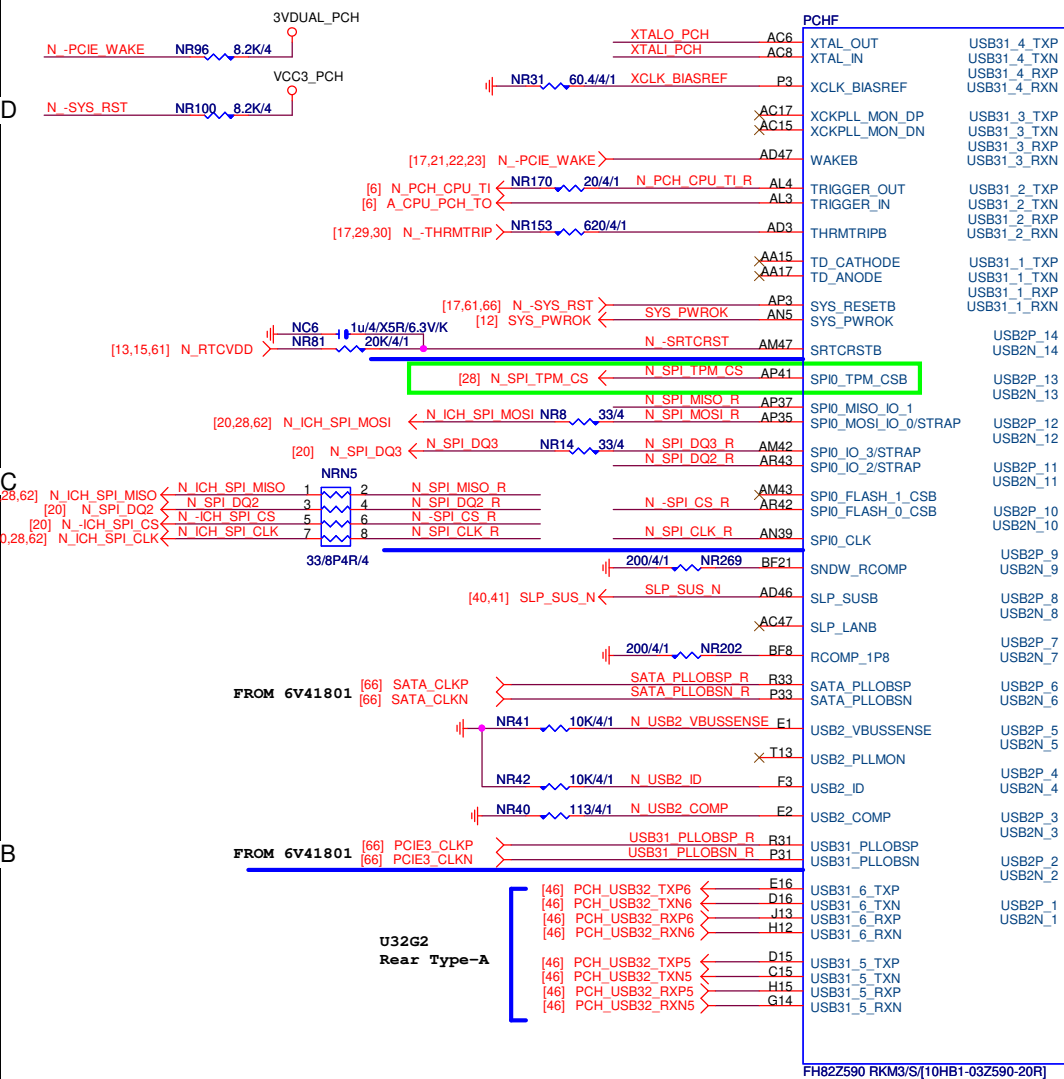 3VDUAL_PCH
N_-PCIE_WAKE NR96 8.2K/4
VCC3_PCH
N_-SYS_RST NR100 8.2K/4
D
C
B
PCHF
XTALO_PCH AC6 XTAL_OUT
XTALI_PCH AC8 XTAL_IN
NR31 60.4/4/1 XCLK_BIASREF P3 XCLK_BIASREF
AC17 XCKPLL_MON_DP
AC15 XCKPLL_MON_DN
[17,21,22,23] N_-PCIE_WAKE AD47 WAKEB
[6] N_PCH_CPU_TI NR170 20/4/1 N_PCH_CPU_TI_R AL4 TRIGGER_OUT
[6] A_CPU_PCH_TO AL3 TRIGGER_IN
[17,29,30] N_-THRMTRIP NR153 620/4/1 AD3 THRMTRIPB
AA15 TD_CATHODE
AA17 TD_ANODE
[17,61,66] N_-SYS_RST AP3 SYS_RESETB
[12] SYS_PWROK SYS_PWROK AN5 SYS_PWROK
NC6 1u/4/X5R/6.3V/K
[13,15,61] N_RTCVDD NR81 20K/4/1 N_-SRTCRST AM47 SRTCRSTB
[28] N_SPI_TPM_CS N_SPI_TPM_CS AP41 SPI0_TPM_CSB
N_SPI_MISO_R AP37 SPI0_MISO_IO_1
[20,28,62] N_ICH_SPI_MOSI N_ICH_SPI_MOSI NR8 33/4 N_SPI_MOSI_R AP35 SPI0_MOSI_IO_0/STRAP
[20] N_SPI_DQ3 N_SPI_DQ3 NR14 33/4 N_SPI_DQ3_R AM42 SPI0_IO_3/STRAP
N_SPI_DQ2_R AR43 SPI0_IO_2/STRAP
NRN5
28,62] N_ICH_SPI_MISO N_ICH_SPI_MISO 1 2 N_SPI_MISO_R
[20] N_SPI_DQ2 N_SPI_DQ2 3 4 N_SPI_DQ2_R
[20] N_-ICH_SPI_CS N_-ICH_SPI_CS 5 6 N_-SPI_CS_R
0,28,62] N_ICH_SPI_CLK N_ICH_SPI_CLK 7 8 N_SPI_CLK_R
33/8P4R/4
AM43 SPI0_FLASH_1_CSB
N_-SPI_CS_R AR42 SPI0_FLASH_0_CSB
N_SPI_CLK_R AN39 SPI0_CLK
200/4/1 NR269 BF21 SNDW_RCOMP
[40,41] SLP_SUS_N SLP_SUS_N AD46 SLP_SUSB
AC47 SLP_LANB
200/4/1 NR202 BF8 RCOMP_1P8
FROM 6V41801
[66] SATA_CLKP SATA_PLLOBSP_R R33 SATA_PLLOBSP
[66] SATA_CLKN SATA_PLLOBSN_R P33 SATA_PLLOBSN
NR41 10K/4/1 N_USB2_VBUSSENSE E1 USB2_VBUSSENSE
T13 USB2_PLLMON
NR42 10K/4/1 N_USB2_ID F3 USB2_ID
NR40 113/4/1 N_USB2_COMP E2 USB2_COMP
FROM 6V41801
[66] PCIE3_CLKP USB31_PLLOBSP_R R31 USB31_PLLOBSP
[66] PCIE3_CLKN USB31_PLLOBSN_R P31 USB31_PLLOBSN
U32G2
Rear Type-A
[46] PCH_USB32_TXP6 E16 USB31_6_TXP
[46] PCH_USB32_TXN6 D16 USB31_6_TXN
[46] PCH_USB32_RXP6 J13 USB31_6_RXP
[46] PCH_USB32_RXN6 H12 USB31_6_RXN
[46] PCH_USB32_TXP5 D15 USB31_5_TXP
[46] PCH_USB32_TXN5 C15 USB31_5_TXN
[46] PCH_USB32_RXP5 H15 USB31_5_RXP
[46] PCH_USB32_RXN5 G14 USB31_5_RXN
USB31_4_TXP
USB31_4_TXN
USB31_4_RXP
USB31_4_RXN
USB31_3_TXP
USB31_3_TXN
USB31_3_RXP
USB31_3_RXN
USB31_2_TXP
USB31_2_TXN
USB31_2_RXP
USB31_2_RXN
USB31_1_TXP
USB31_1_TXN
USB31_1_RXP
USB31_1_RXN
USB2P_14
USB2N_14
USB2P_13
USB2N_13
USB2P_12
USB2N_12
USB2P_11
USB2N_11
USB2P_10
USB2N_10
USB2P_9
USB2N_9
USB2P_8
USB2N_8
USB2P_7
USB2N_7
USB2P_6
USB2N_6
USB2P_5
USB2N_5
USB2P_4
USB2N_4
USB2P_3
USB2N_3
USB2P_2
USB2N_2
USB2P_1
USB2N_1
FH82Z590 RKM3/S/[10HB1-03Z590-20R]